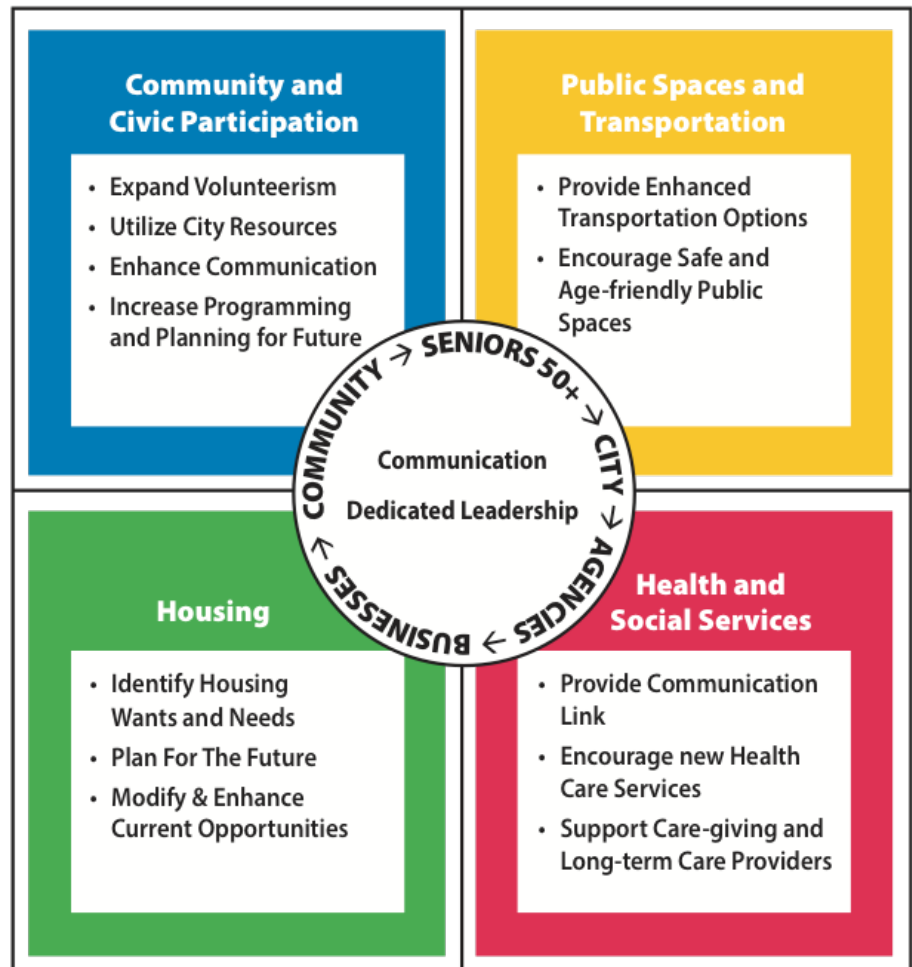 Community and
Civic Participation
• Expand Volunteerism
• Utilize City Resources
• Enhance Communication
• Increase Programming
and Planning for Future
Public Spaces and
Transportation
• Provide Enhanced
Transportation Options
• Encourage Safe and
Age-friendly Public
Spaces
COMMUNITY → SENIORS 50+ → CITY → AGENCIES → BUSINESSES →
Communication
Dedicated Leadership
Housing
• Identify Housing
Wants and Needs
• Plan For The Future
• Modify & Enhance
Current Opportunities
Health and
Social Services
• Provide Communication
Link
• Encourage new Health
Care Services
• Support Care-giving and
Long-term Care Providers